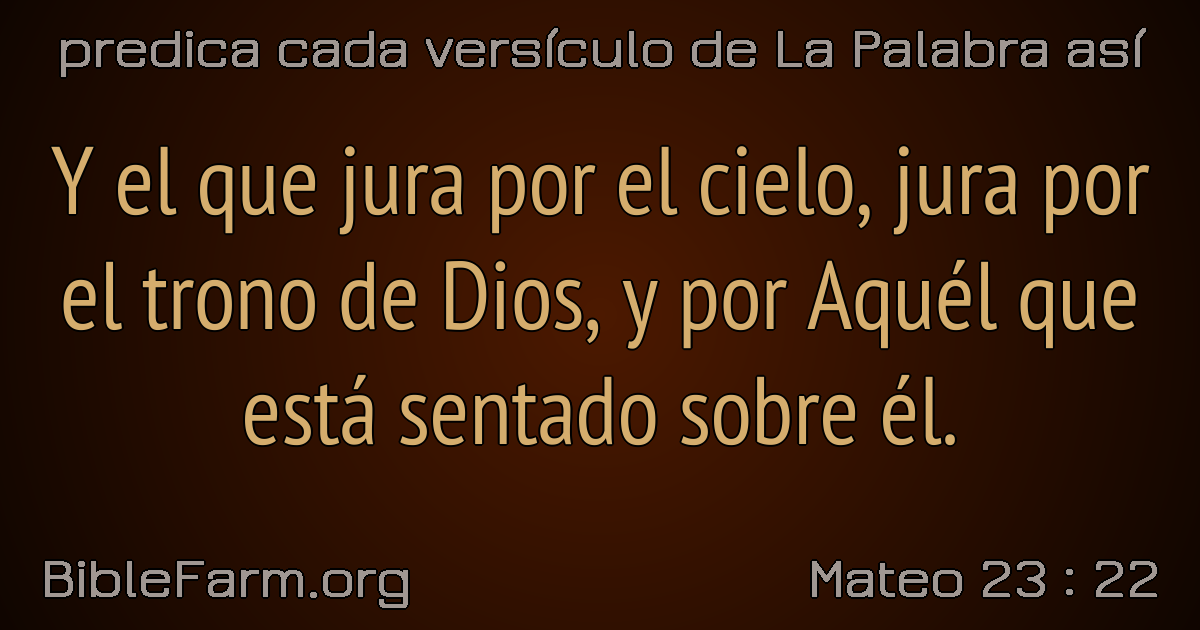 predica cada versículo de La Palabra así
Y el que jura por el cielo, jura por
el trono de Dios, y por Aquél que
está sentado sobre él.
BibleFarm.org
Mateo 23 : 22